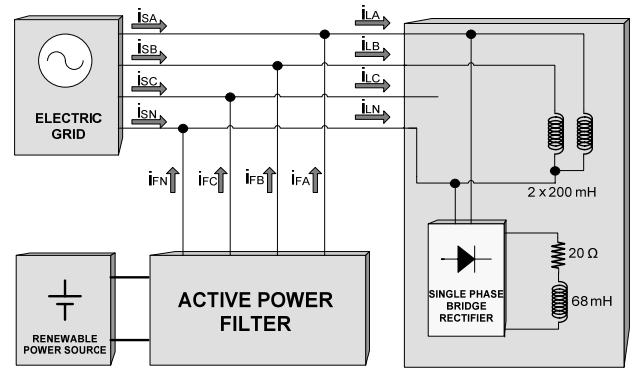 iSA
iLA
iSB
iLB
iSC
iLC
iSN
iLN
ELECTRIC
GRID
iFN
iFC
iFB
iFA
2 x 200 mH
ACTIVE POWER
FILTER
RENEWABLE
POWER SOURCE
SINGLE PHASE
BRIDGE
RECTIFIER
20 Ω
68 mH